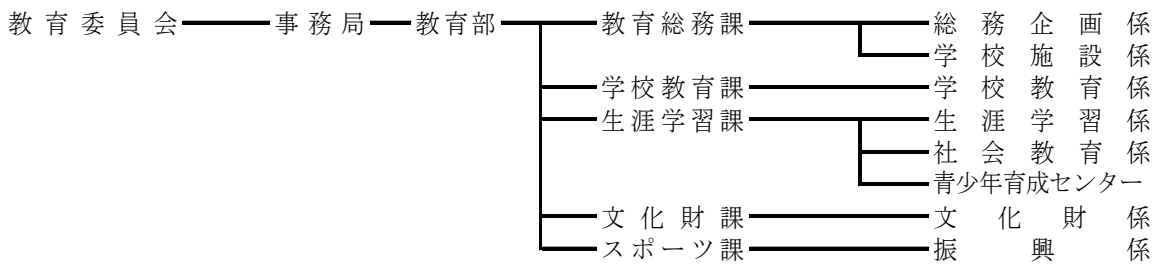 教育委員会 事務局 教育部 教育総務課 総務企画係
学校施設係
学校教育課 学校教育係
生涯学習課 生涯学習係
社会教育係
青少年育成センター
文化財課 文化財係
スポーツ課 振興係